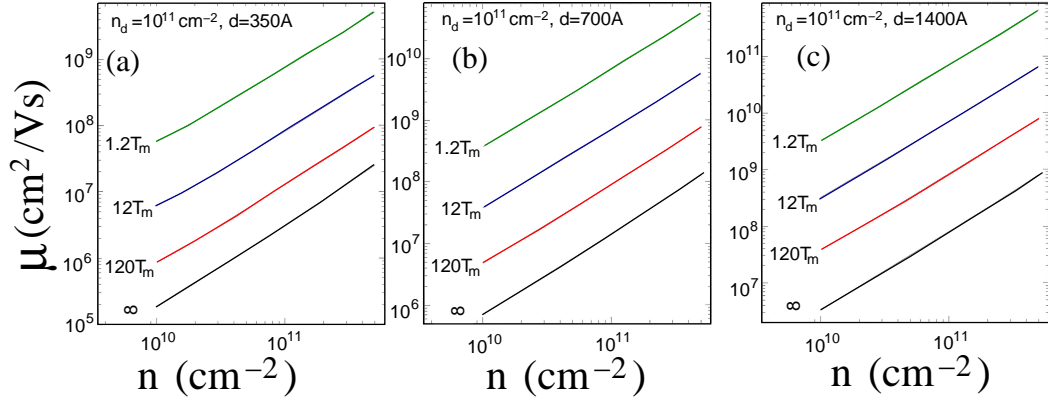 n_d=10^11 cm^−2, d=350A
(a)
10^9
10^8
10^7
10^6
10^5
1.2T_m
12T_m
120T_m
∞
10^10
10^11
μ(cm^2/Vs)
n (cm^−2)
n_d=10^11 cm^−2, d=700A
(b)
10^10
10^9
10^8
10^7
10^6
1.2T_m
12T_m
120T_m
∞
10^10
10^11
n (cm^−2)
n_d=10^11 cm^−2, d=1400A
(c)
10^11
10^10
10^9
10^8
10^7
1.2T_m
12T_m
120T_m
∞
10^10
10^11
n (cm^−2)